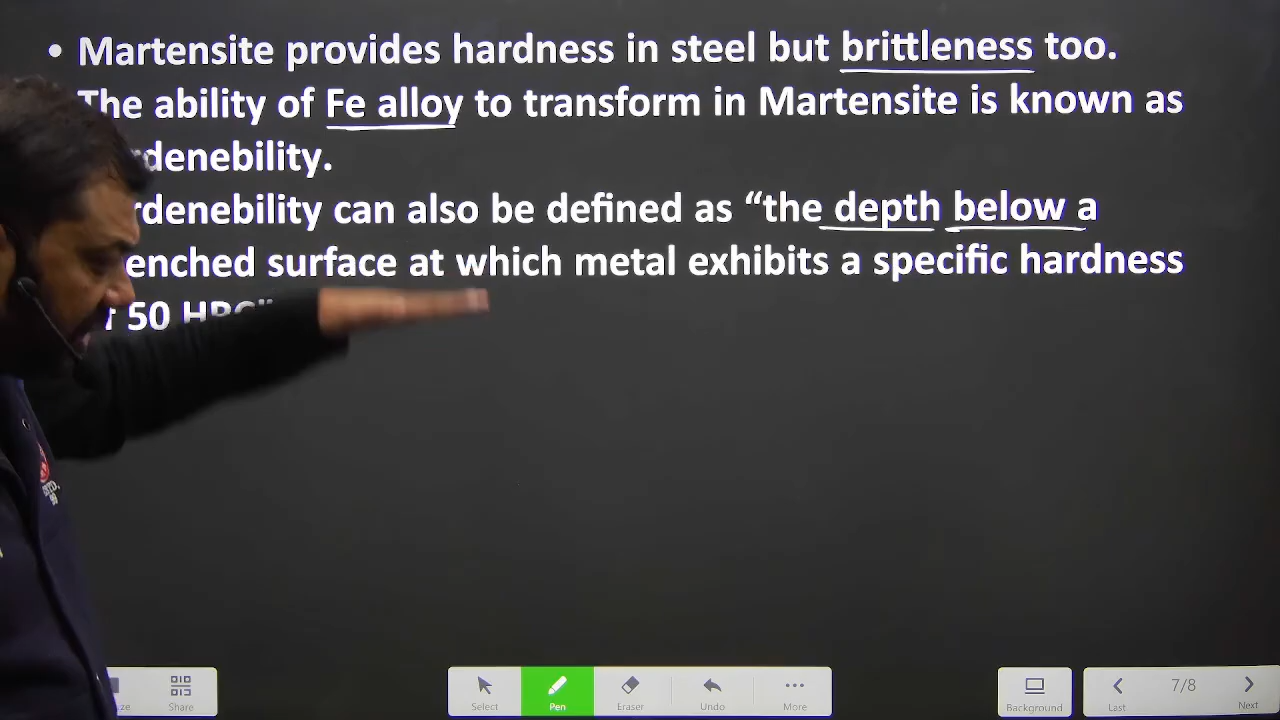 • Martensite provides hardness in steel but brittleness too.
The ability of Fe alloy to transform in Martensite is known as
rdenebility.
rdenebility can also be defined as “the depth below a
enched surface at which metal exhibits a specific hardness
50 HRC”
Share
Select
Pen
Eraser
Undo
More
Background
Last
7/8
Next